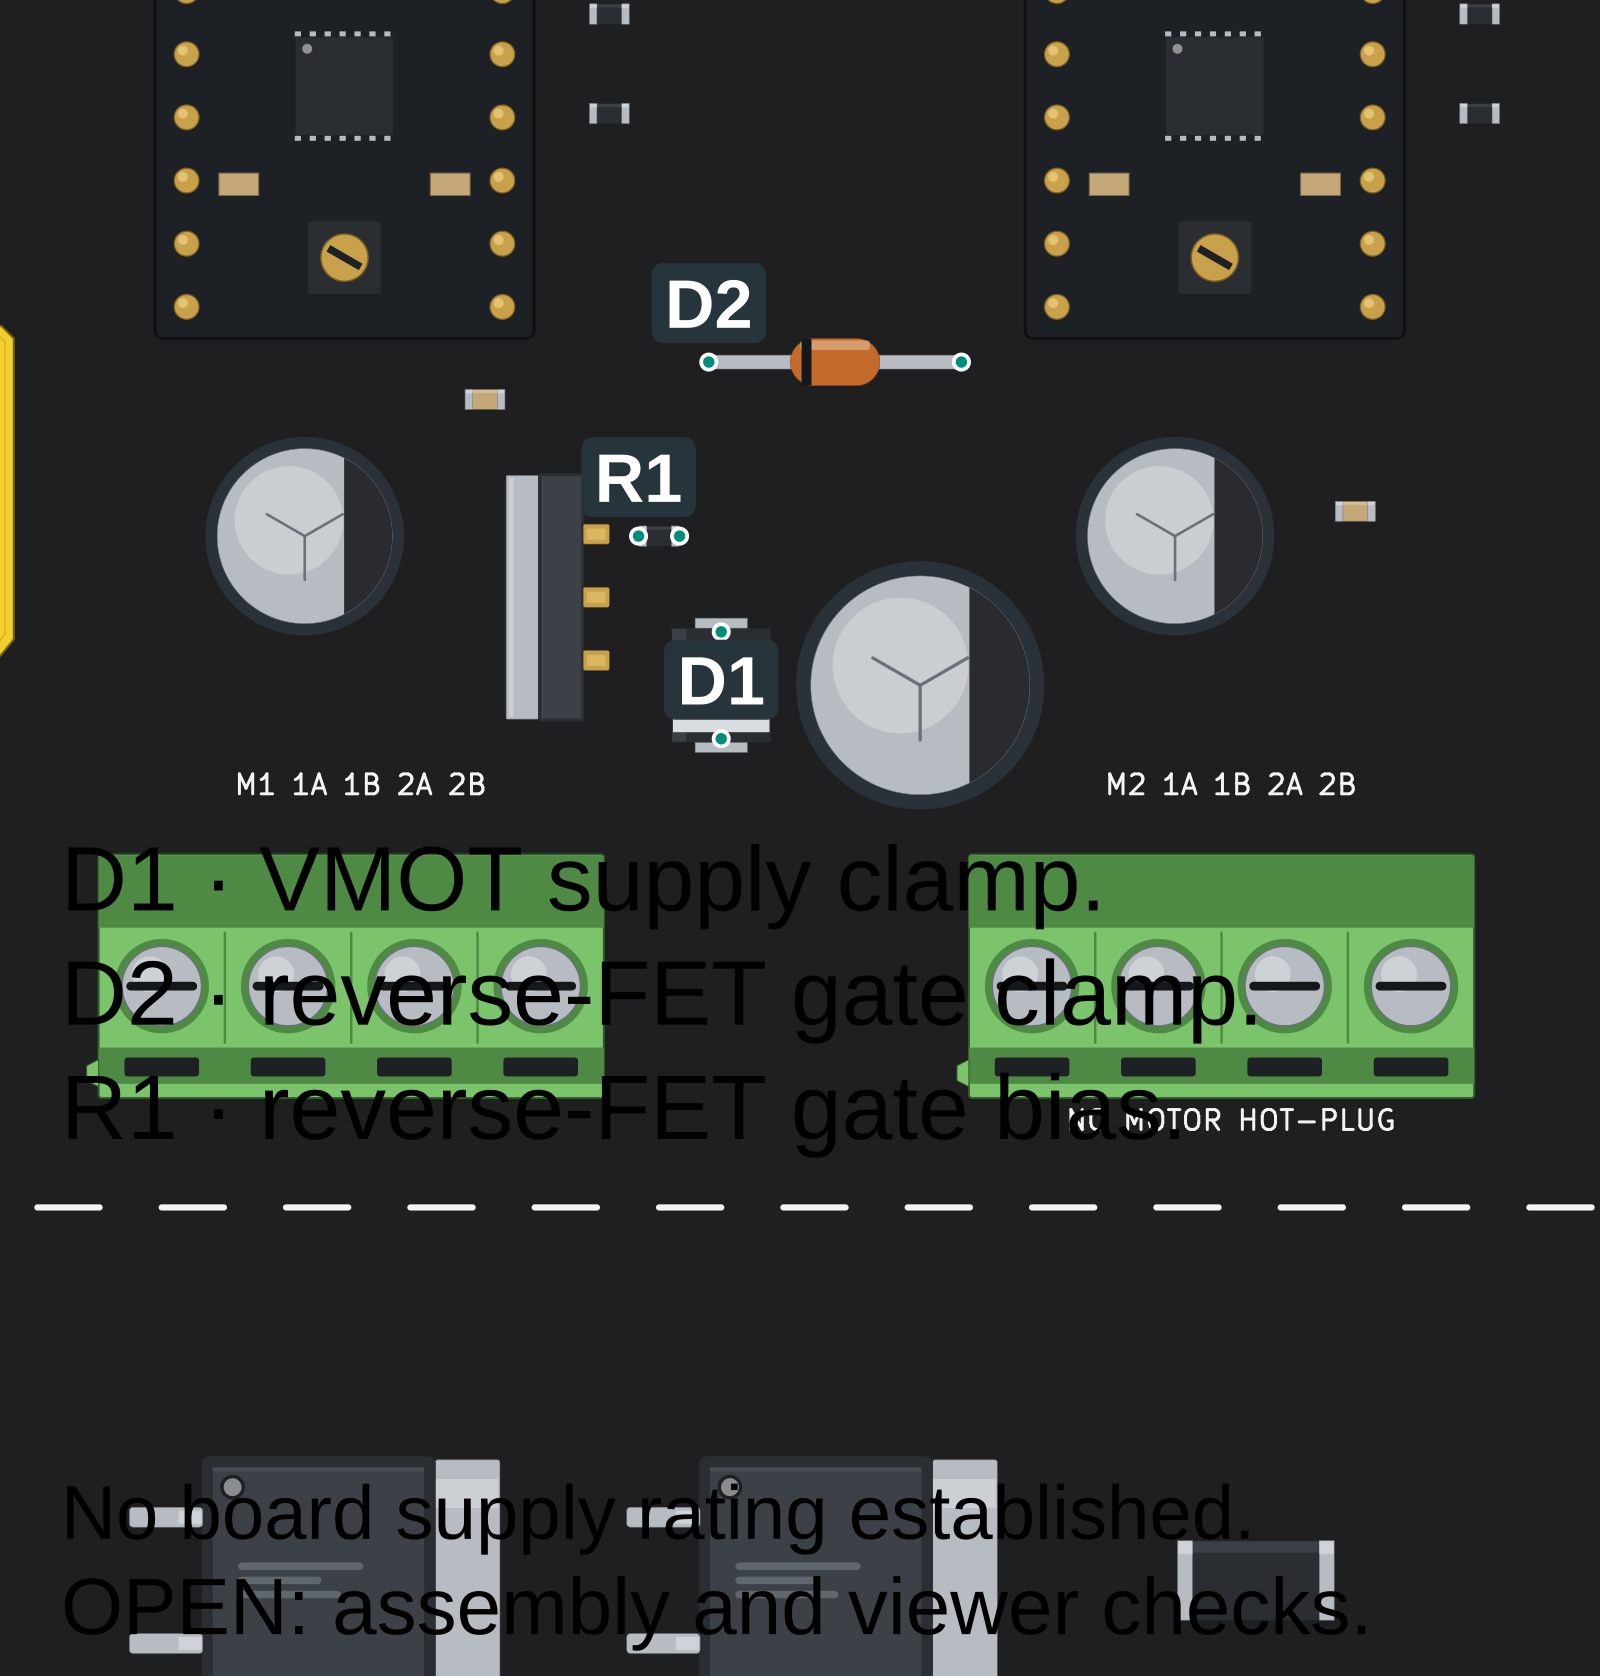 D2
R1
D1
M1 1A 1B 2A 2B
M2 1A 1B 2A 2B
D1 · VMOT supply clamp.
D2 · reverse-FET gate clamp.
R1 · reverse-FET gate bias.
NO MOTOR HOT-PLUG
No board supply rating established.
OPEN: assembly and viewer checks.